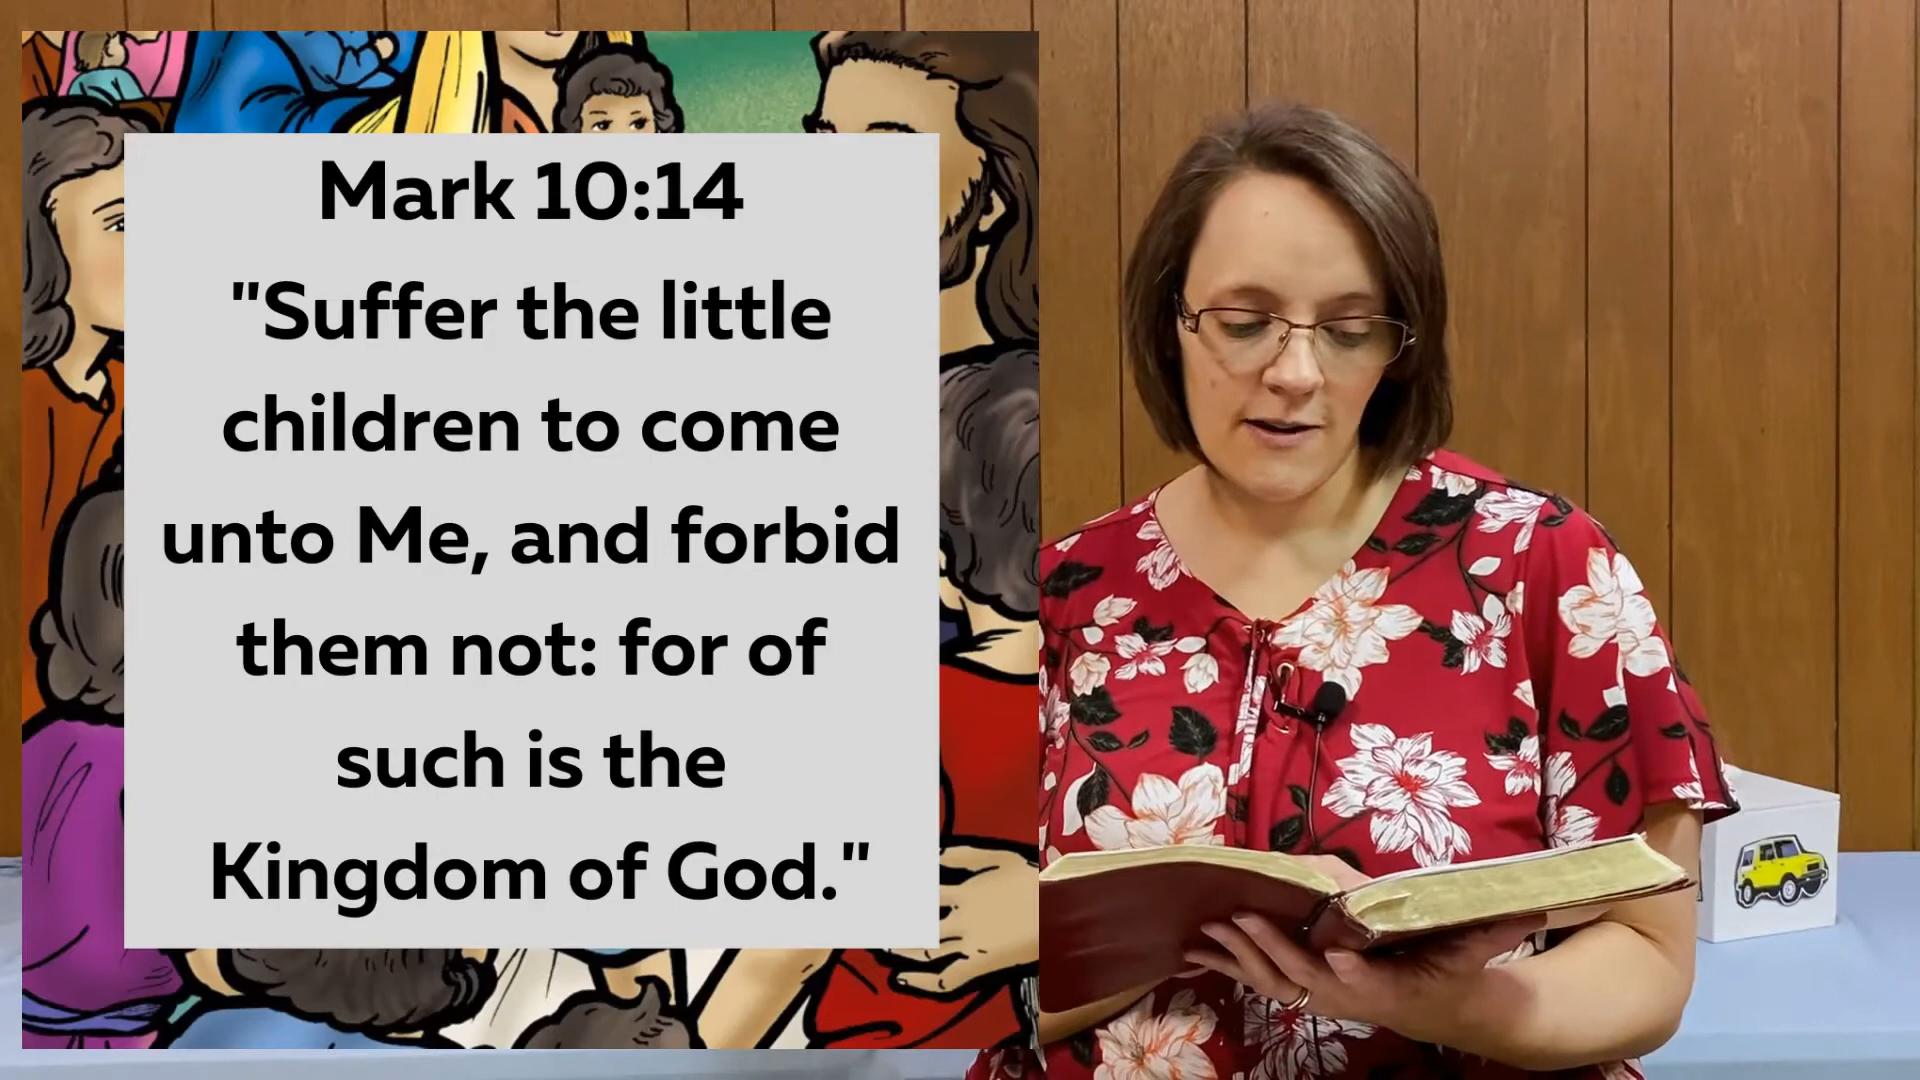 Mark 10:14
"Suffer the little
children to come
unto Me, and forbid
them not: for of
such is the
Kingdom of God."